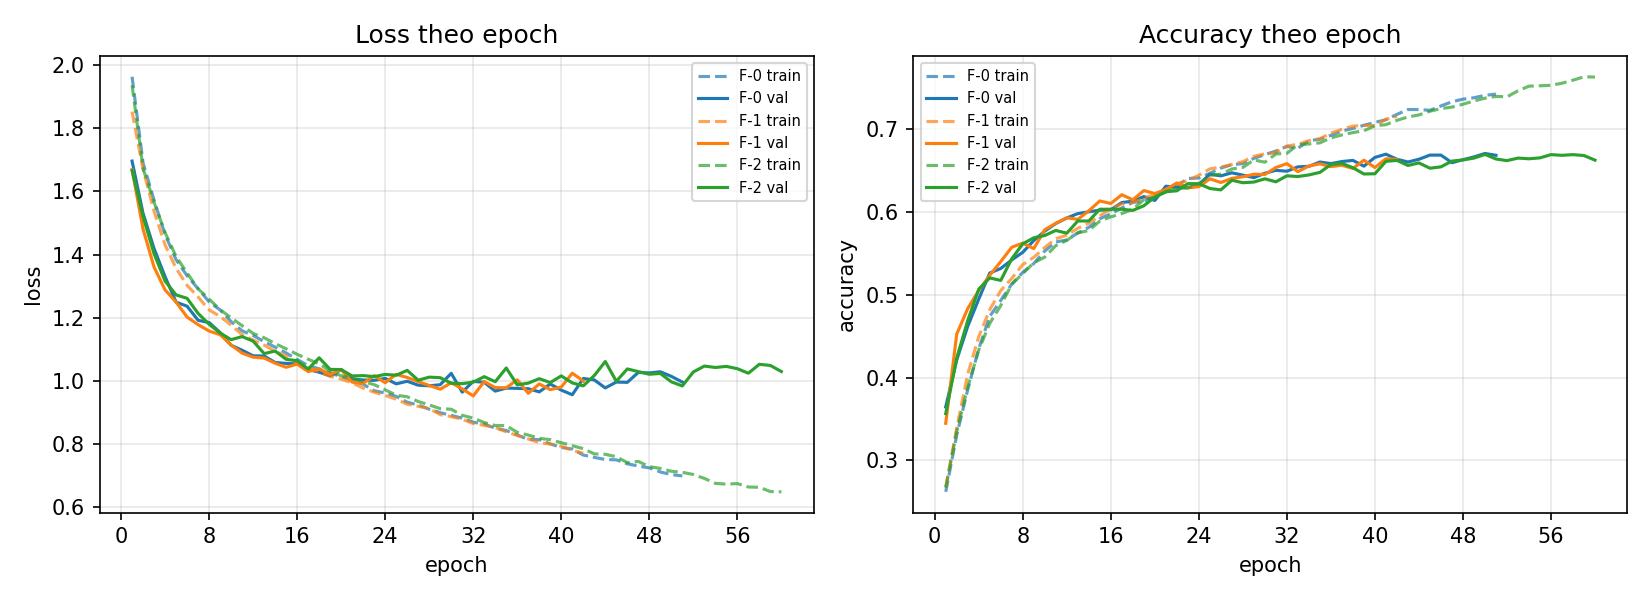 Loss theo epoch
2.0
1.8
1.6
1.4
1.2
1.0
0.8
0.6
loss
0
8
16
24
32
40
48
56
epoch
F-0 train
F-0 val
F-1 train
F-1 val
F-2 train
F-2 val
Accuracy theo epoch
0.7
0.6
0.5
0.4
0.3
accuracy
0
8
16
24
32
40
48
56
epoch
F-0 train
F-0 val
F-1 train
F-1 val
F-2 train
F-2 val